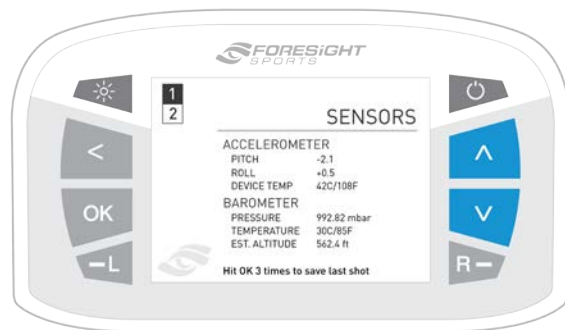 FORESiGHT
SPORTS
1
2
SENSORS
ACCELEROMETER
PITCH -2.1
ROLL +0.5
DEVICE TEMP 42C/108F
BAROMETER
PRESSURE 992.82 mbar
TEMPERATURE 30C/85F
EST. ALTITUDE 562.4 ft
Hit OK 3 times to save last shot
<
OK
–L
R–